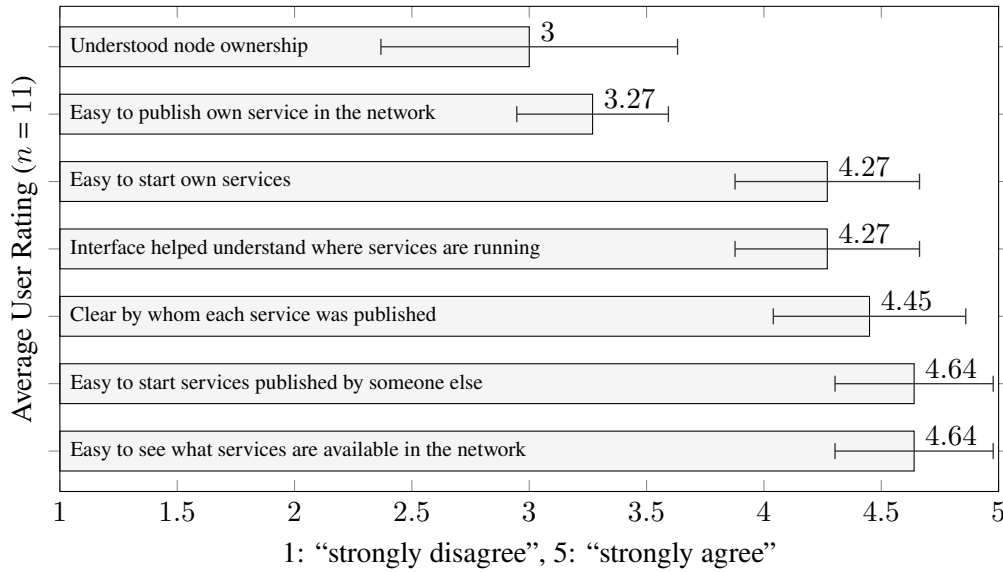 Average User Rating (n = 11)
Understood node ownership
3
Easy to publish own service in the network
3.27
Easy to start own services
4.27
Interface helped understand where services are running
4.27
Clear by whom each service was published
4.45
Easy to start services published by someone else
4.64
Easy to see what services are available in the network
4.64
1 1.5 2 2.5 3 3.5 4 4.5 5
1: “strongly disagree”, 5: “strongly agree”